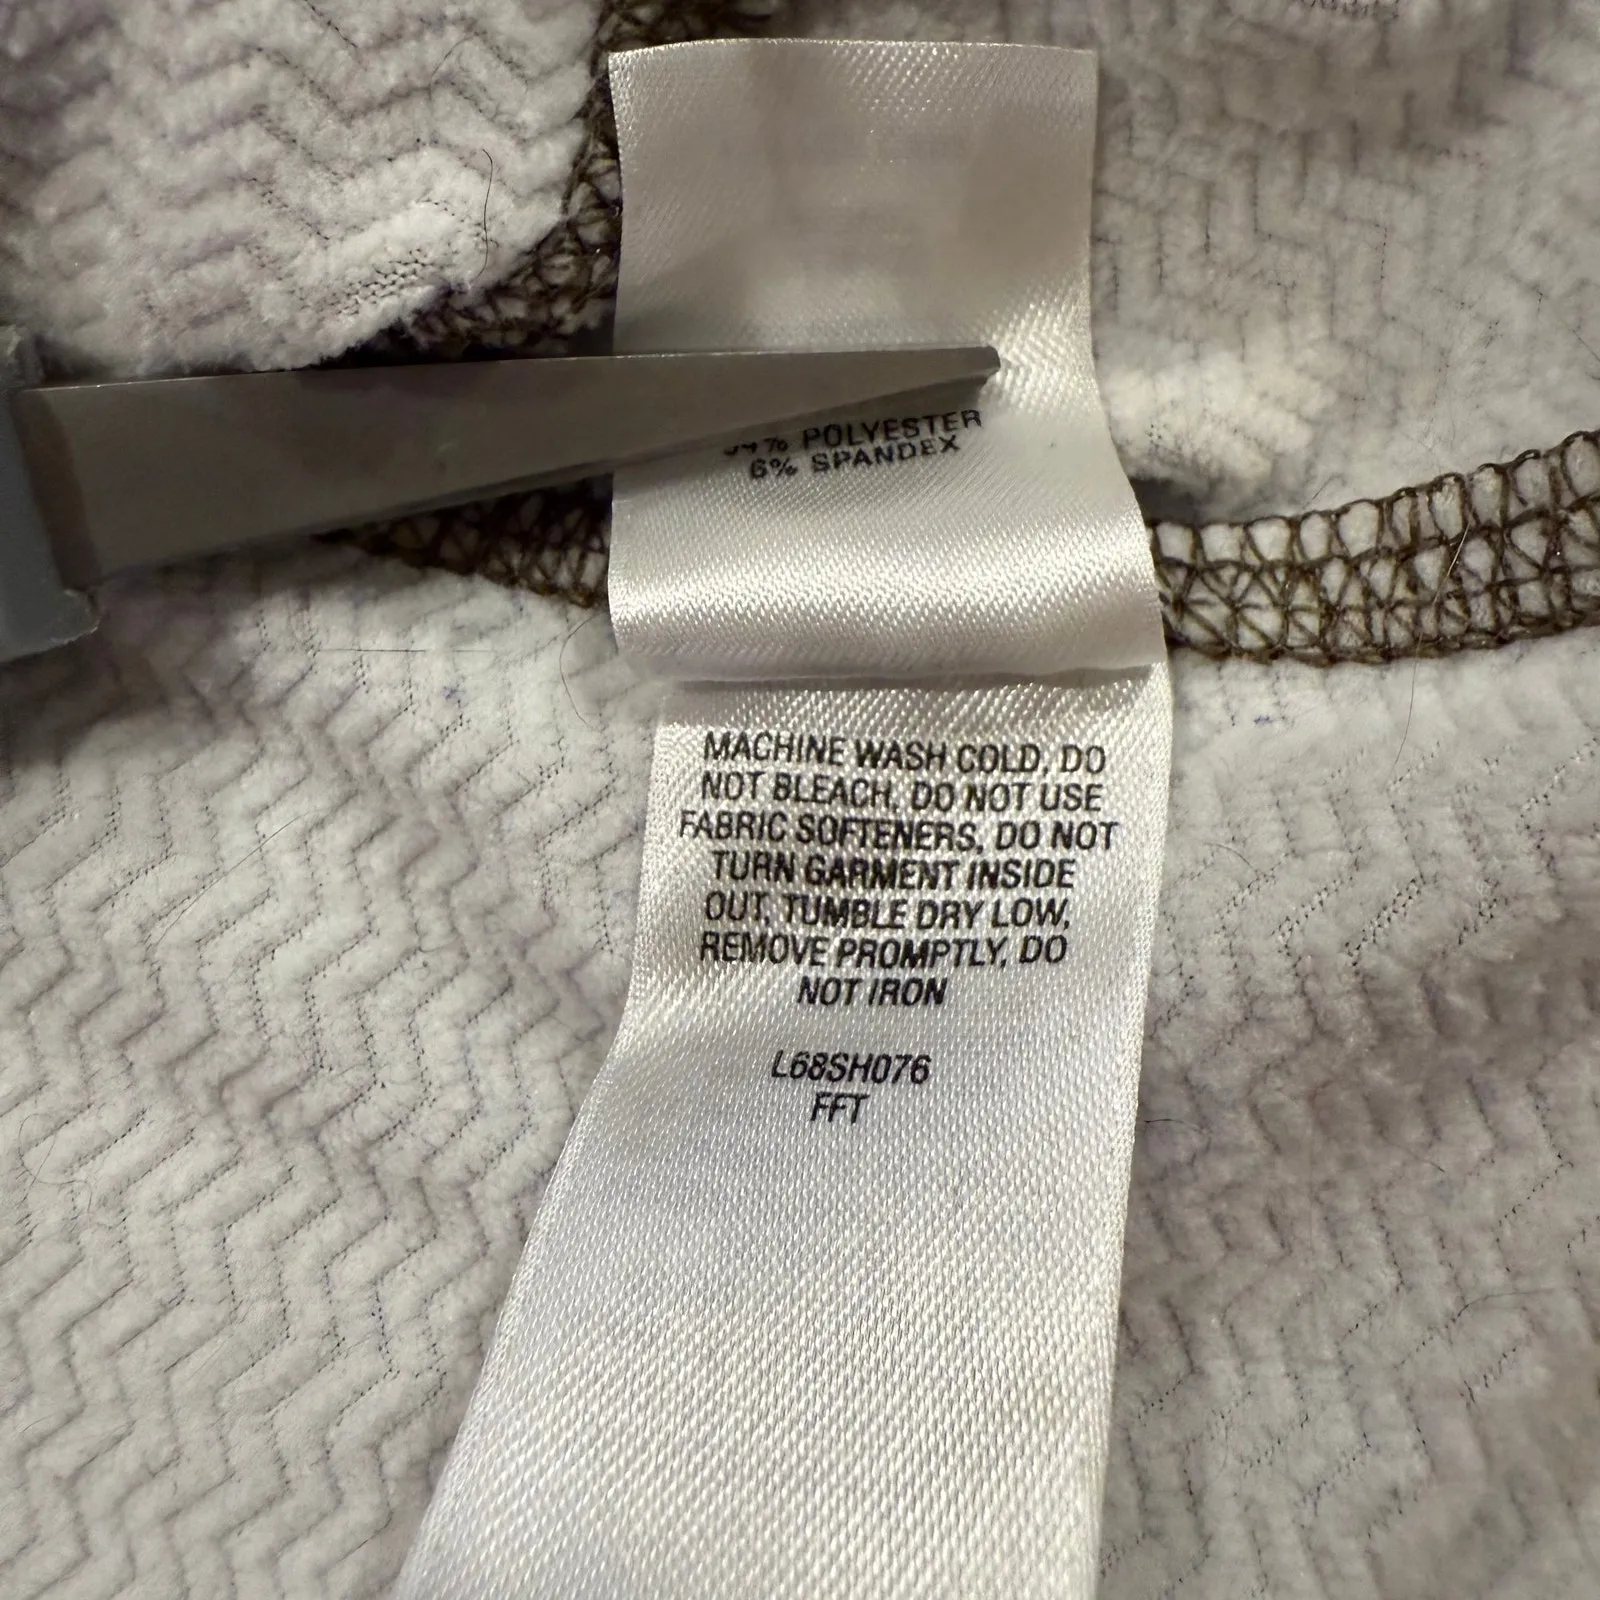 % POLYESTER
6% SPANDEX
MACHINE WASH COLD, DO
NOT BLEACH, DO NOT USE
FABRIC SOFTENERS, DO NOT
TURN GARMENT INSIDE
OUT, TUMBLE DRY LOW,
REMOVE PROMPTLY, DO
NOT IRON
L68SH076
FFT